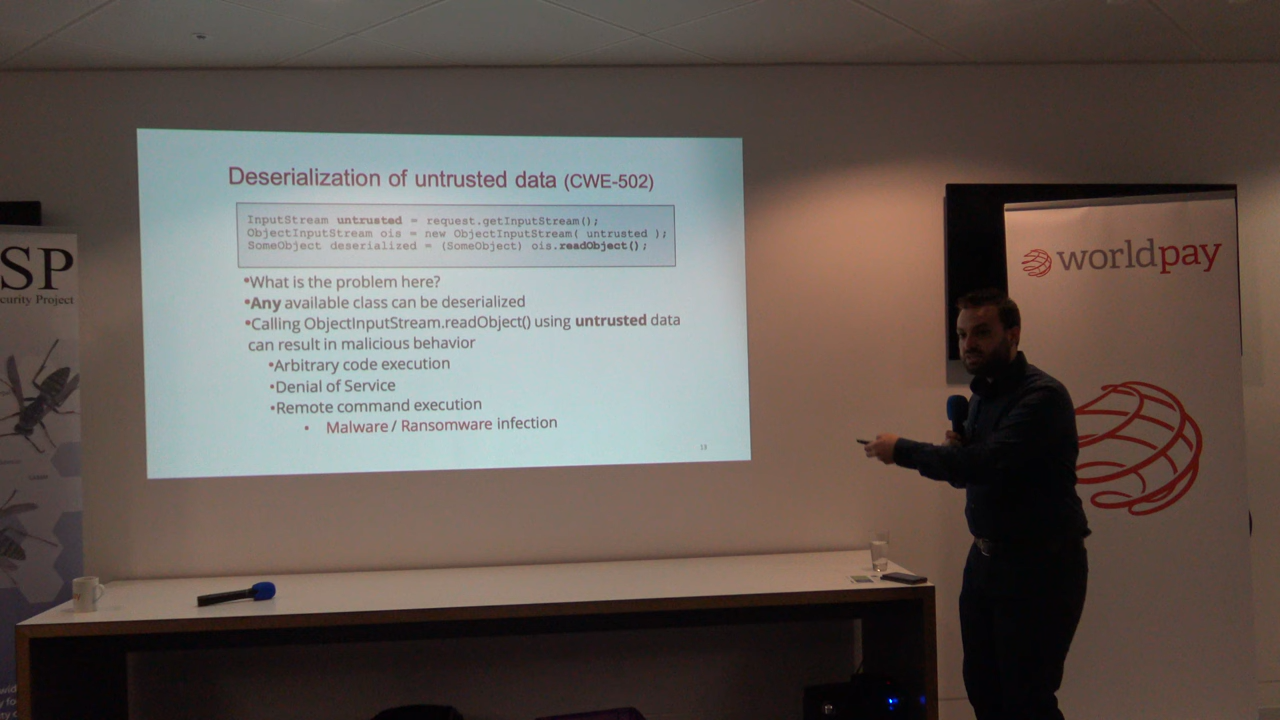 Deserialization of untrusted data (CWE-502)
InputStream untrusted = request.getInputStream();
ObjectInputStream ois = new ObjectInputStream( untrusted );
SomeObject deserialized = (SomeObject) ois.readObject();
•What is the problem here?
•Any available class can be deserialized
•Calling ObjectInputStream.readObject() using untrusted data
can result in malicious behavior
•Arbitrary code execution
•Denial of Service
•Remote command execution
• Malware / Ransomware infection
13
SP
curity Project
worldpay